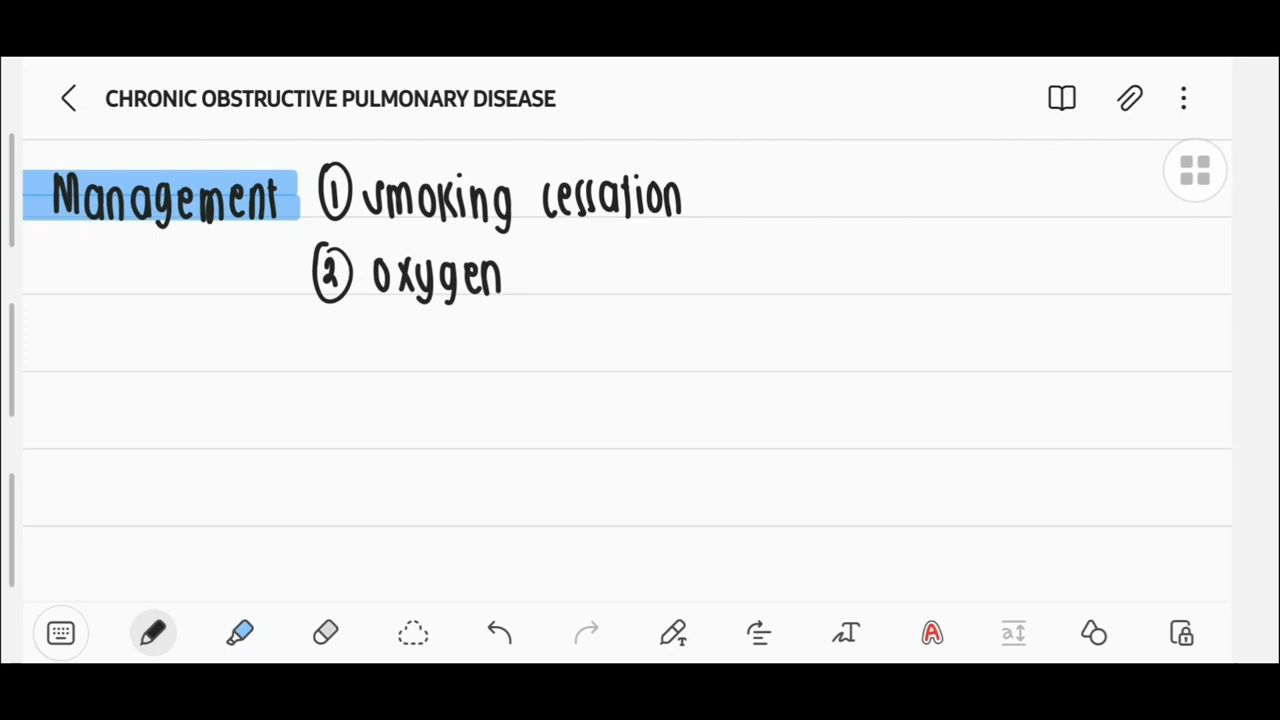 CHRONIC OBSTRUCTIVE PULMONARY DISEASE
Management ① smoking cessation
② oxygen